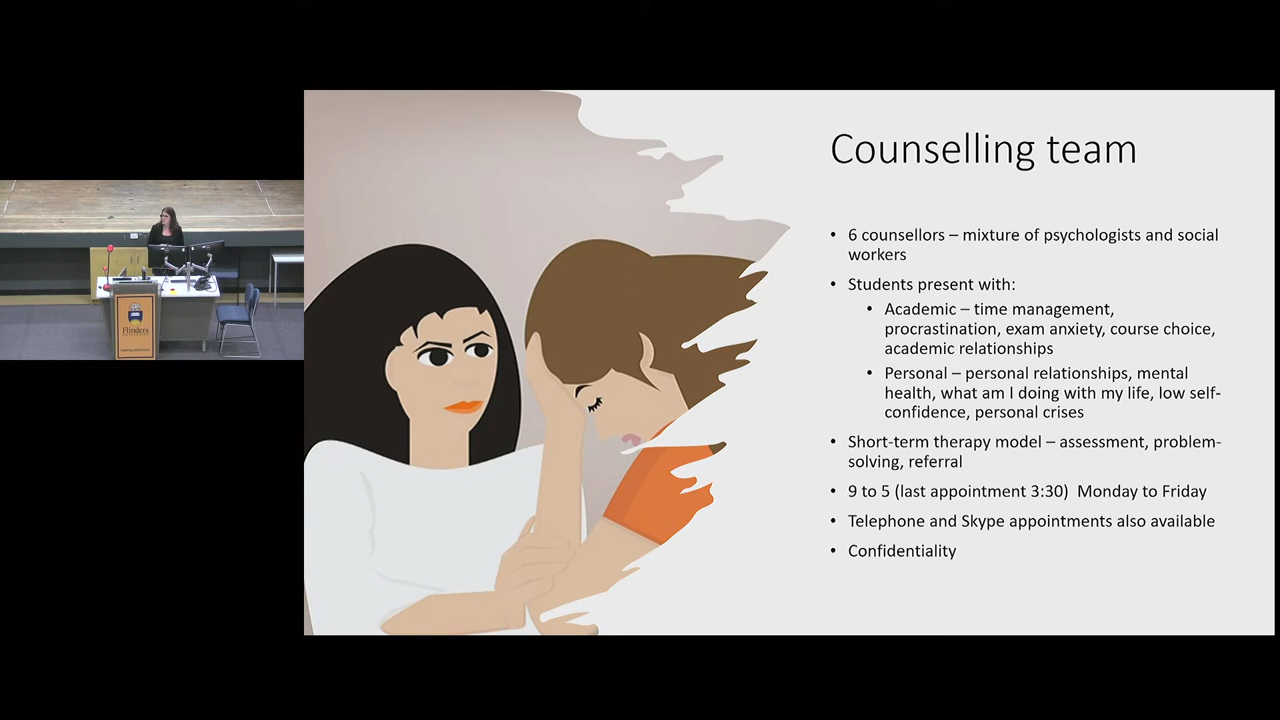 Counselling team
• 6 counsellors – mixture of psychologists and social
workers
• Students present with:
• Academic – time management,
procrastination, exam anxiety, course choice,
academic relationships
• Personal – personal relationships, mental
health, what am I doing with my life, low self-
confidence, personal crises
• Short-term therapy model – assessment, problem-
solving, referral
• 9 to 5 (last appointment 3:30)  Monday to Friday
• Telephone and Skype appointments also available
• Confidentiality
Flinders